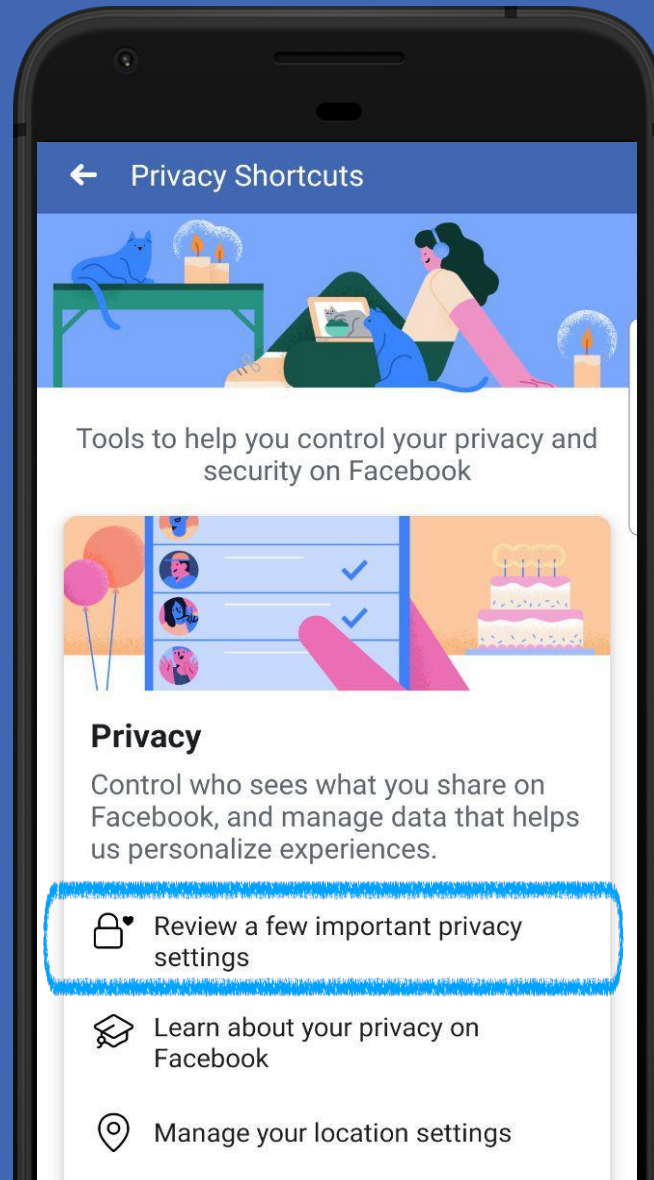 Privacy Shortcuts
Tools to help you control your privacy and
security on Facebook
Privacy
Control who sees what you share on
Facebook, and manage data that helps
us personalize experiences.
Review a few important privacy
settings
Learn about your privacy on
Facebook
Manage your location settings